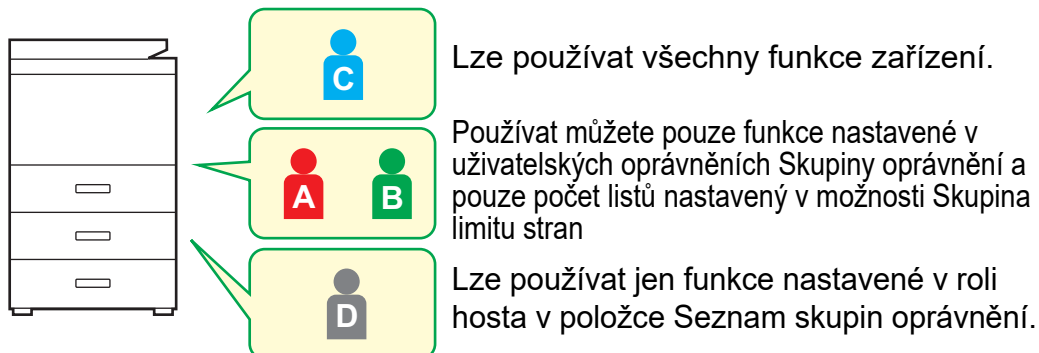 C
Lze používat všechny funkce zařízení.
A B
Používat můžete pouze funkce nastavené v
uživatelských oprávněních Skupiny oprávnění a
pouze počet listů nastavený v možnosti Skupina
limitu stran
D
Lze používat jen funkce nastavené v roli
hosta v položce Seznam skupin oprávnění.